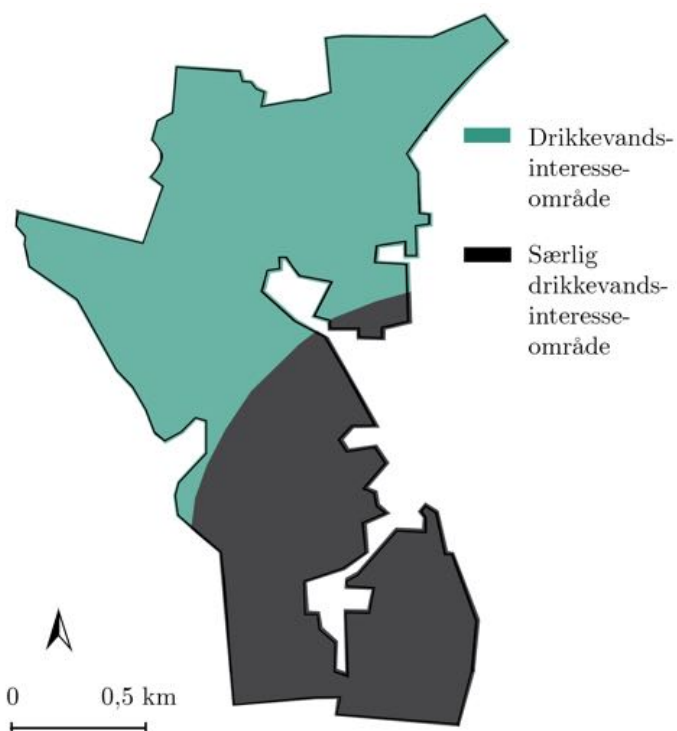 Drikkevands-
interesse-
område
Særlig
drikkevands-
interesse-
område
0 0,5 km